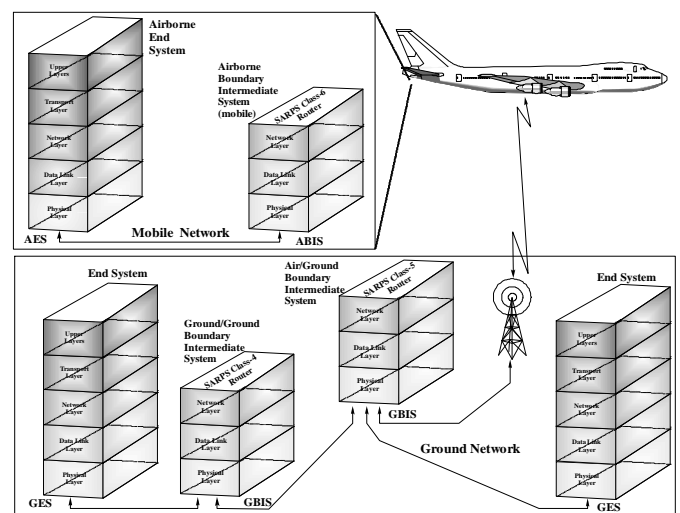 Airborne
End
System
Upper
Layers
Transport
Layer
Network
Layer
Data Link
Layer
Physical
Layer
AES
Airborne
Boundary
Intermediate
System
(mobile)
SARPS Class-6
Router
Network
Layer
Data Link
Layer
Physical
Layer
ABIS
Mobile Network
End System
Upper
Layers
Transport
Layer
Network
Layer
Data Link
Layer
Physical
Layer
GES
Ground/Ground
Boundary
Intermediate
System
SARPS Class-4
Router
Network
Layer
Data Link
Layer
Physical
Layer
GBIS
Air/Ground
Boundary
Intermediate
System
SARPS Class-5
Router
Network
Layer
Data Link
Layer
Physical
Layer
GBIS
Ground Network
End System
Upper
Layers
Transport
Layer
Network
Layer
Data Link
Layer
Physical
Layer
GES